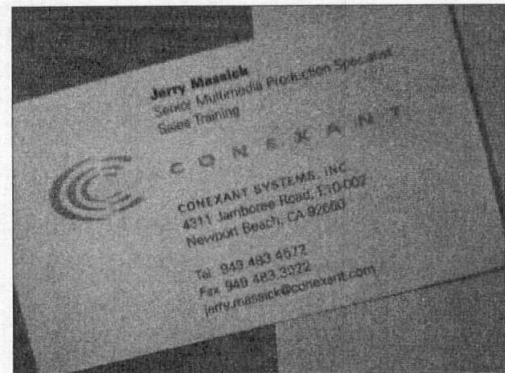 Jerry Massick
Senior Multimedia Production Specialist
Sales Training
CONEXANT
CONEXANT SYSTEMS, INC.
4311 Jamboree Road, E10-002
Newport Beach, CA 92660
Tel 949 483 4572
Fax 949 483.3022
jerry.massick@conexant.com